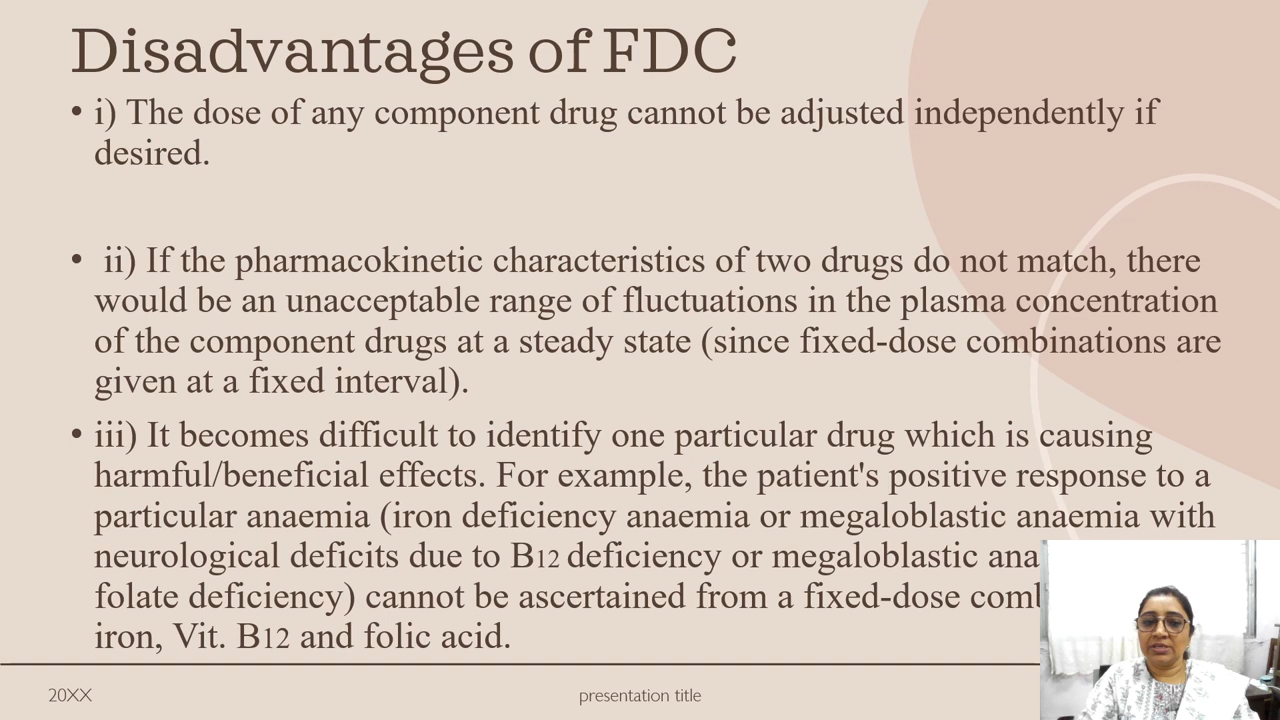 Disadvantages of FDC
• i) The dose of any component drug cannot be adjusted independently if
desired.
• ii) If the pharmacokinetic characteristics of two drugs do not match, there
would be an unacceptable range of fluctuations in the plasma concentration
of the component drugs at a steady state (since fixed-dose combinations are
given at a fixed interval).
• iii) It becomes difficult to identify one particular drug which is causing
harmful/beneficial effects. For example, the patient's positive response to a
particular anaemia (iron deficiency anaemia or megaloblastic anaemia with
neurological deficits due to B12 deficiency or megaloblastic
folate deficiency) cannot be ascertained from a fixed-dose
iron, Vit. B12 and folic acid.
20XX
presentation title